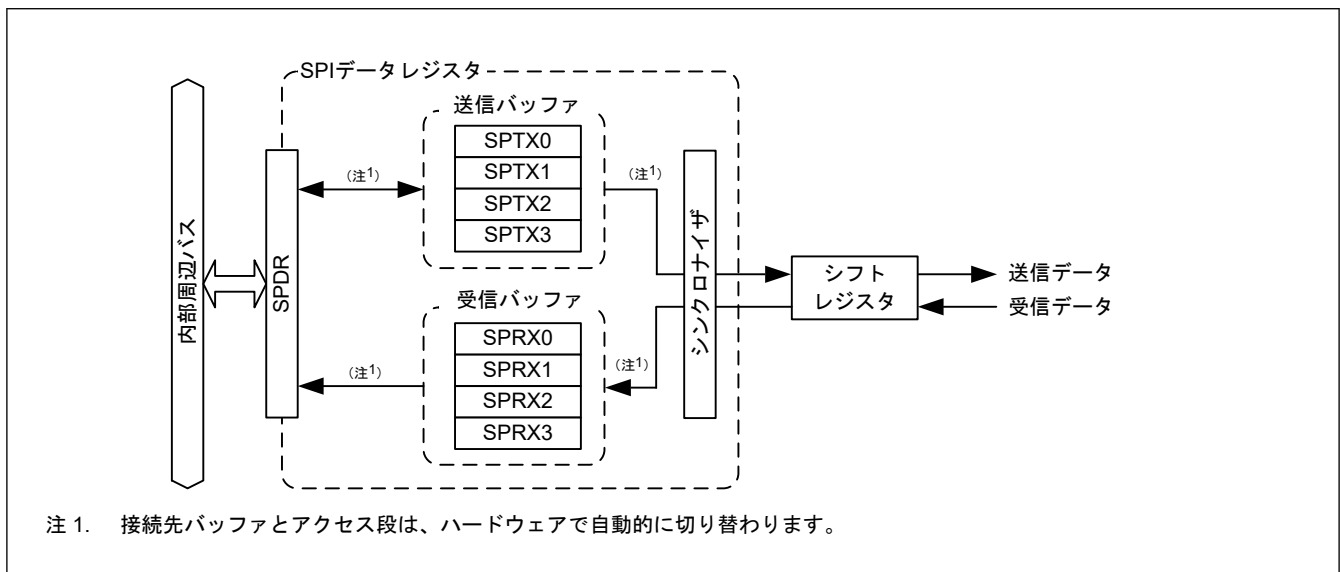 SPIデータレジスタ
送信バッファ
SPTX0
SPTX1
SPTX2
SPTX3
(注1)
(注1)
内部周辺バス
SPDR
シンクロナイザ
シフト
レジスタ
送信データ
受信データ
受信バッファ
SPRX0
SPRX1
SPRX2
SPRX3
(注1)
(注1)
注 1. 接続先バッファとアクセス段は、ハードウェアで自動的に切り替わります。